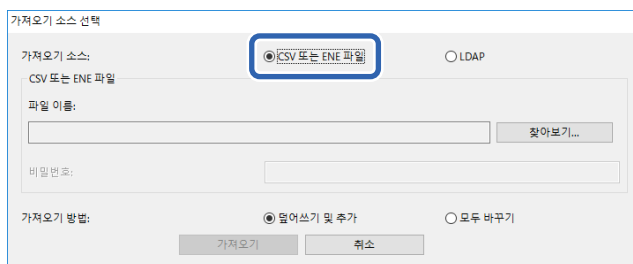 가져오기 소스 선택
가져오기 소스: CSV 또는 ENE 파일 LDAP
CSV 또는 ENE 파일
파일 이름:
찾아보기...
비밀번호:
가져오기 방법: 덮어쓰기 및 추가 모두 바꾸기
가져오기 취소